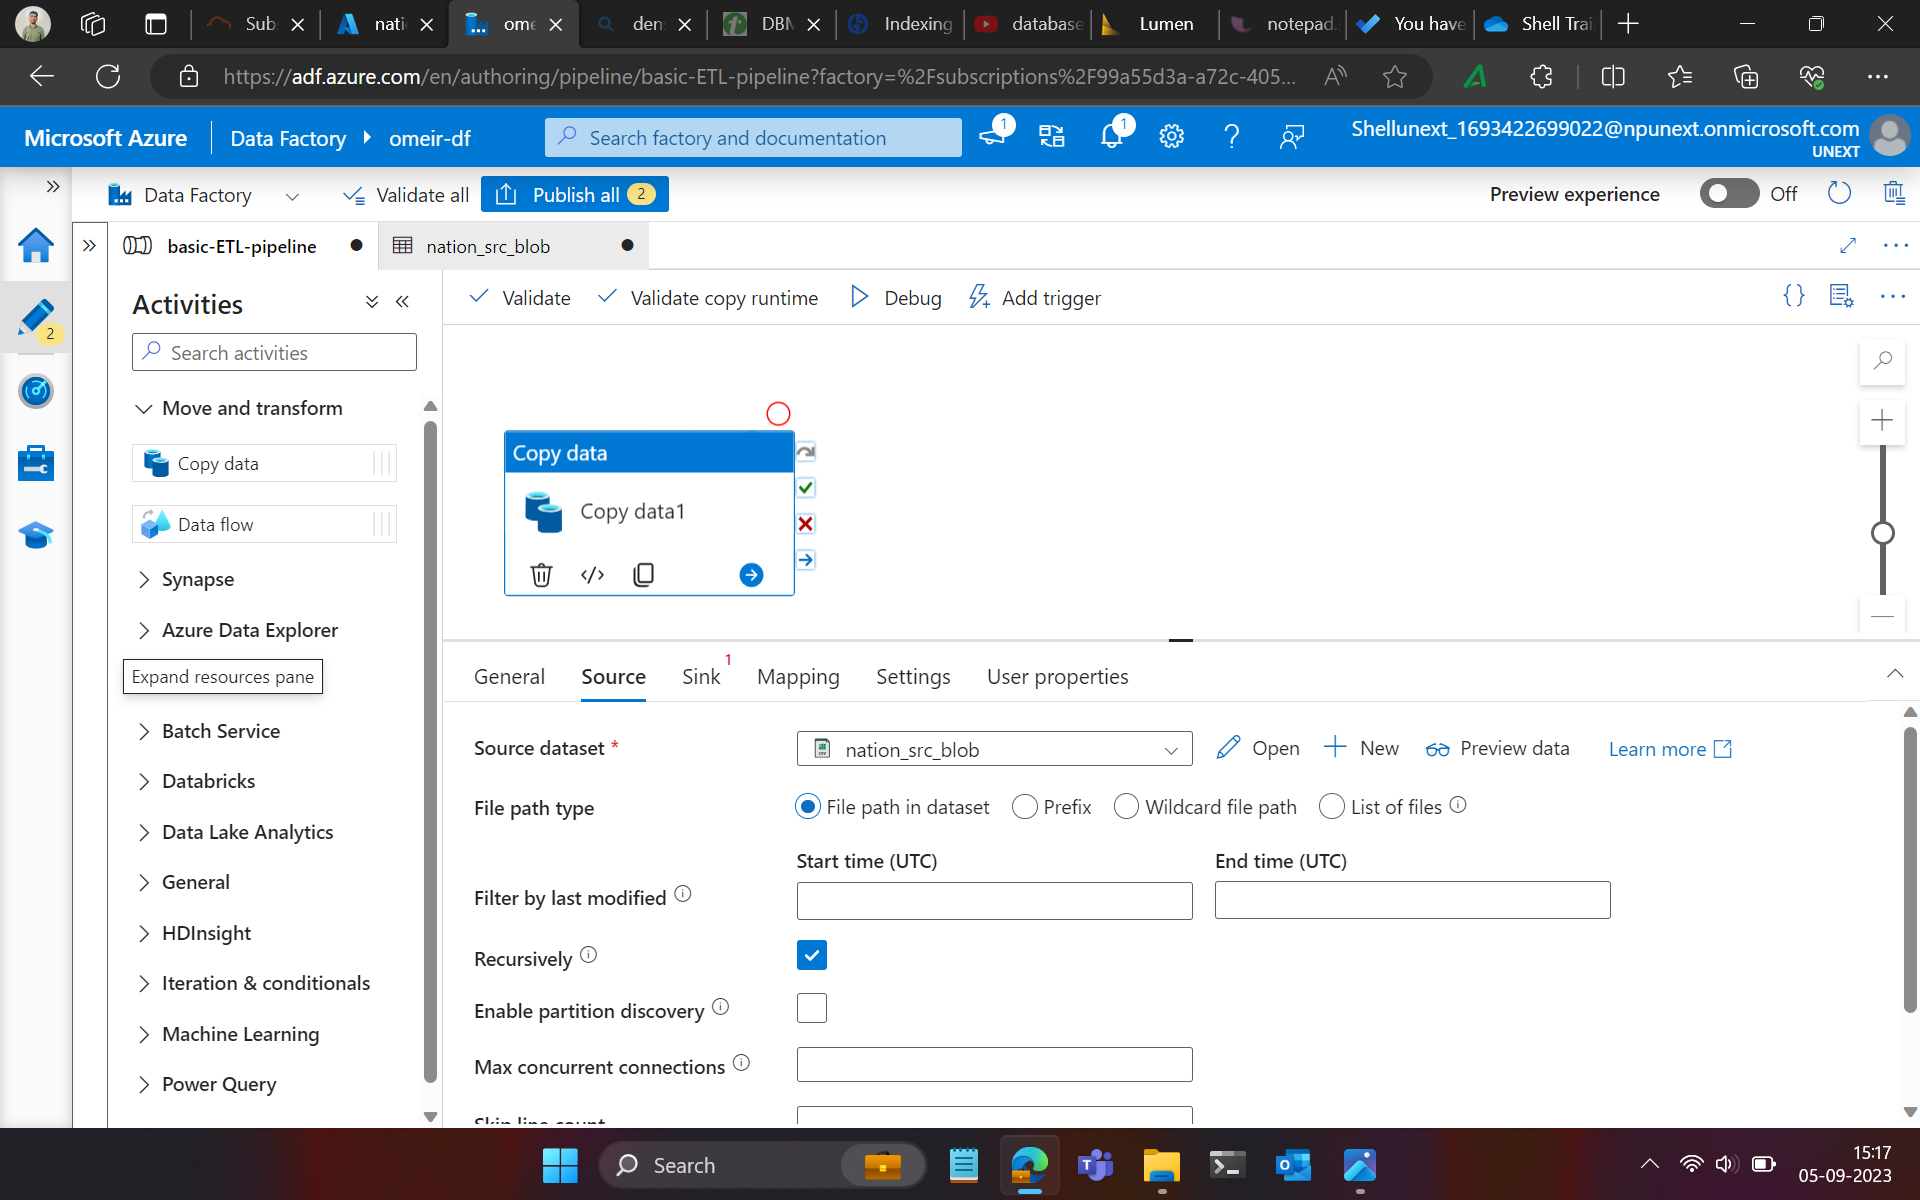 Sub
nati
ome
den
DBM
Indexing
database
Lumen
notepad.
You have
Shell Trai
https://adf.azure.com/en/authoring/pipeline/basic-ETL-pipeline?factory=%2Fsubscriptions%2F99a55d3a-a72c-405...
Microsoft Azure
Data Factory
omeir-df
Search factory and documentation
1
1
Shellunext_1693422699022@npunext.onmicrosoft.com
UNEXT
Data Factory
Validate all
Publish all 2
Preview experience
Off
basic-ETL-pipeline
nation_src_blob
2
Activities
Search activities
Validate
Validate copy runtime
Debug
Add trigger
Move and transform
Copy data
Data flow
Synapse
Azure Data Explorer
Expand resources pane
Batch Service
Databricks
Data Lake Analytics
General
HDInsight
Iteration & conditionals
Machine Learning
Power Query
Copy data
Copy data1
General
Source
Sink 1
Mapping
Settings
User properties
Source dataset *
nation_src_blob
Open
New
Preview data
Learn more
File path type
File path in dataset
Prefix
Wildcard file path
List of files
Start time (UTC)
End time (UTC)
Filter by last modified
Recursively
Enable partition discovery
Max concurrent connections
Skip line count
Search
15:17
05-09-2023